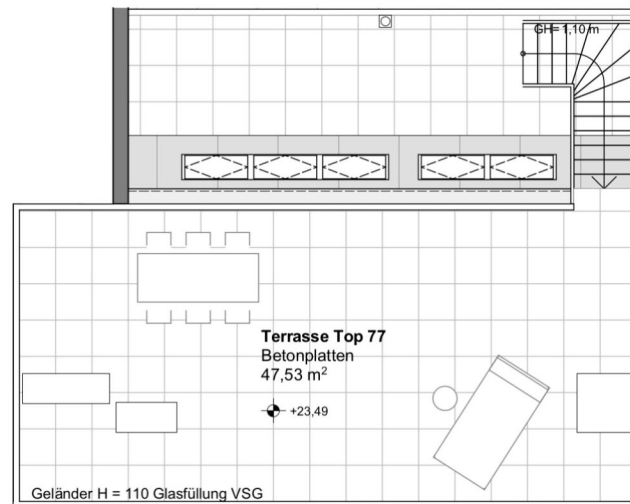 GH= 1,10 m
Terrasse Top 77
Betonplatten
47,53 m²
+23,49
Geländer H = 110 Glasfüllung VSG